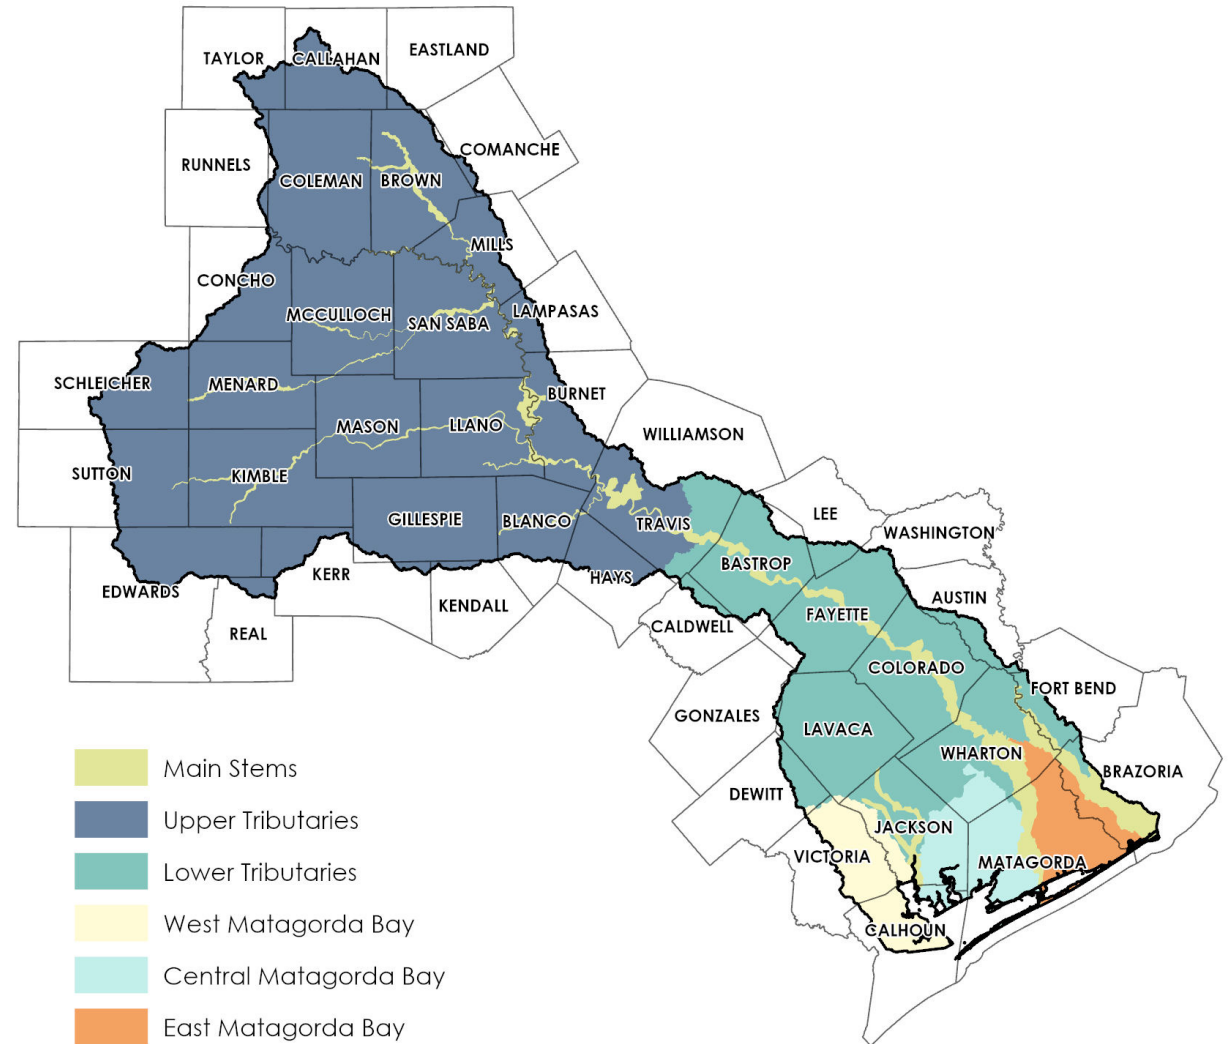 EASTLAND
TAYLOR
CALLAHAN
COMANCHE
RUNNELS
COLEMAN
BROWN
MILLS
CONCHO
LAMPASAS
MCCULLOCH
SAN SABA
SCHLEICHER
MENARD
BURNET
MASON
LLANO
WILLIAMSON
SUTTON
KIMBLE
LEE
GILLESPIE
BLANCO
TRAVIS
WASHINGTON
BASTROP
KERR
HAYS
EDWARDS
AUSTIN
KENDALL
FAYETTE
CALDWELL
REAL
COLORADO
FORT BEND
GONZALES
LAVACA
WHARTON
BRAZORIA
DEWITT
JACKSON
VICTORIA
MATAGORDA
CALHOUN
Main Stems
Upper Tributaries
Lower Tributaries
West Matagorda Bay
Central Matagorda Bay
East Matagorda Bay